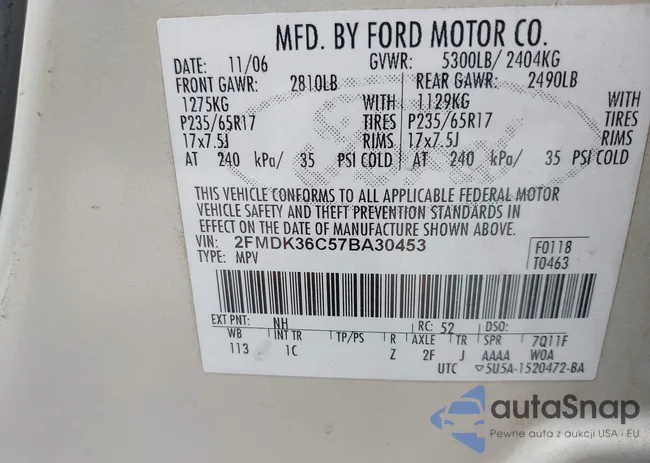 MFD. BY FORD MOTOR CO.
DATE: 11/06 GVWR: 5300LB/ 2404KG
FRONT GAWR: 2810LB REAR GAWR: 2490LB
1275KG WITH 1129KG WITH
P235/65R17 TIRES P235/65R17 TIRES
17x7.5J RIMS 17x7.5J RIMS
AT 240 kPa/ 35 PSI COLD AT 240 kPa/ 35 PSI COLD
THIS VEHICLE CONFORMS TO ALL APPLICABLE FEDERAL MOTOR
VEHICLE SAFETY AND THEFT PREVENTION STANDARDS IN
EFFECT ON THE DATE OF MANUFACTURE SHOWN ABOVE.
VIN: 2FMDK36C57BA30453 F0118
TYPE: MPV T0463
EXT PNT: NH RC: 52 DSO:
WB INT TR TP/PS R AXLE TR SPR 7Q11F
113 1C Z 2F J AAAA W0A
UTC ▽5U5A-1520472-BA
autaSnap
Pewne auta z aukcji USA i EU